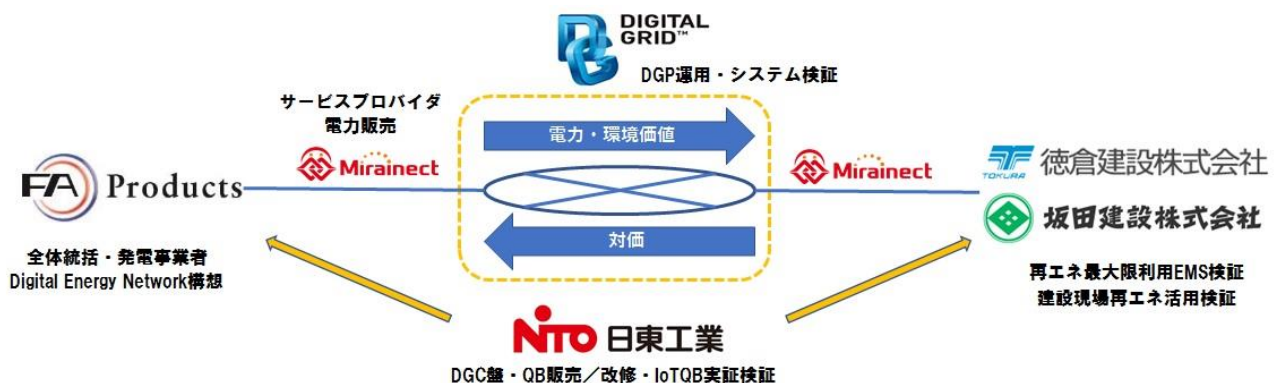 DIGITAL
GRID™
DGP運用・システム検証
サービスプロバイダ
電力販売
Mirainect
電力・環境価値
Mirainect
FA Products
TOKURA
徳倉建設株式会社
坂田建設株式会社
対価
全体統括・発電事業者
Digital Energy Network構想
再エネ最大限利用EMS検証
建設現場再エネ活用検証
NITO 日東工業
DGC盤・QB販売／改修・IoTQB実証検証